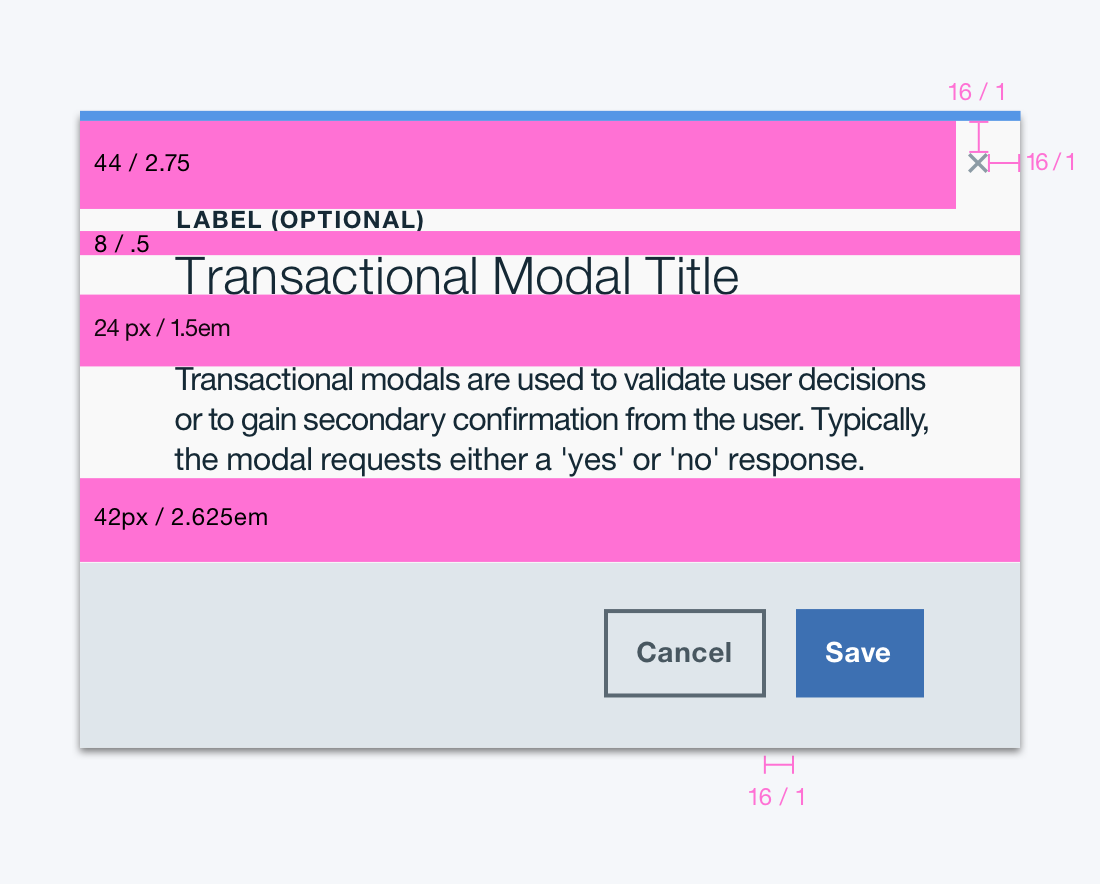 16 / 1
44 / 2.75
16 / 1
LABEL (OPTIONAL)
8 / .5
Transactional Modal Title
24 px / 1.5em
Transactional modals are used to validate user decisions
or to gain secondary confirmation from the user. Typically,
the modal requests either a 'yes' or 'no' response.
42px / 2.625em
Cancel
Save
16 / 1